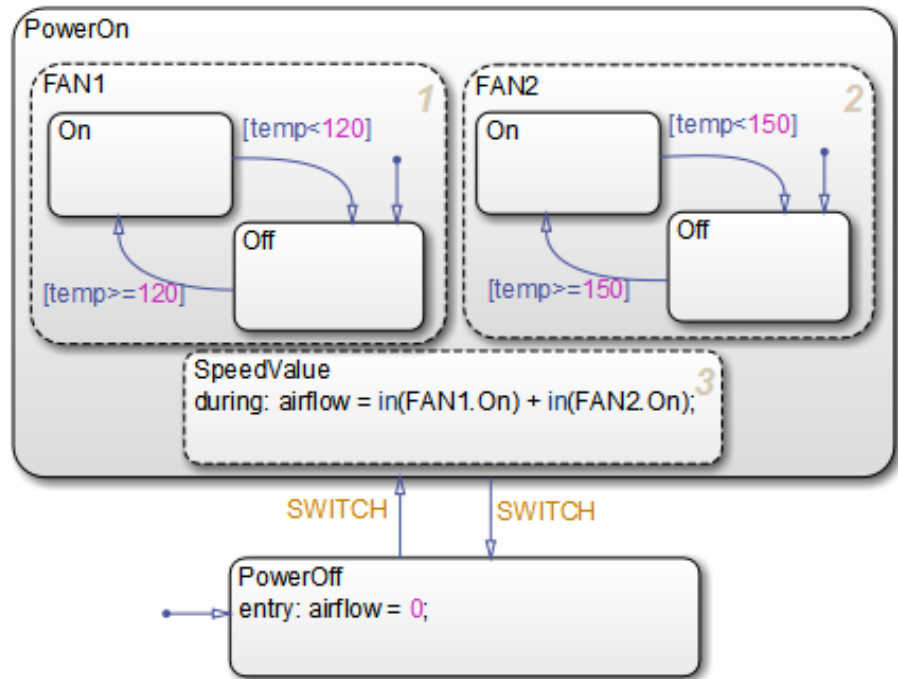 PowerOn
FAN1
1
On
[temp<120]
Off
[temp>=120]
FAN2
2
On
[temp<150]
Off
[temp>=150]
SpeedValue
3
during: airflow = in(FAN1.On) + in(FAN2.On);
SWITCH
SWITCH
PowerOff
entry: airflow = 0;